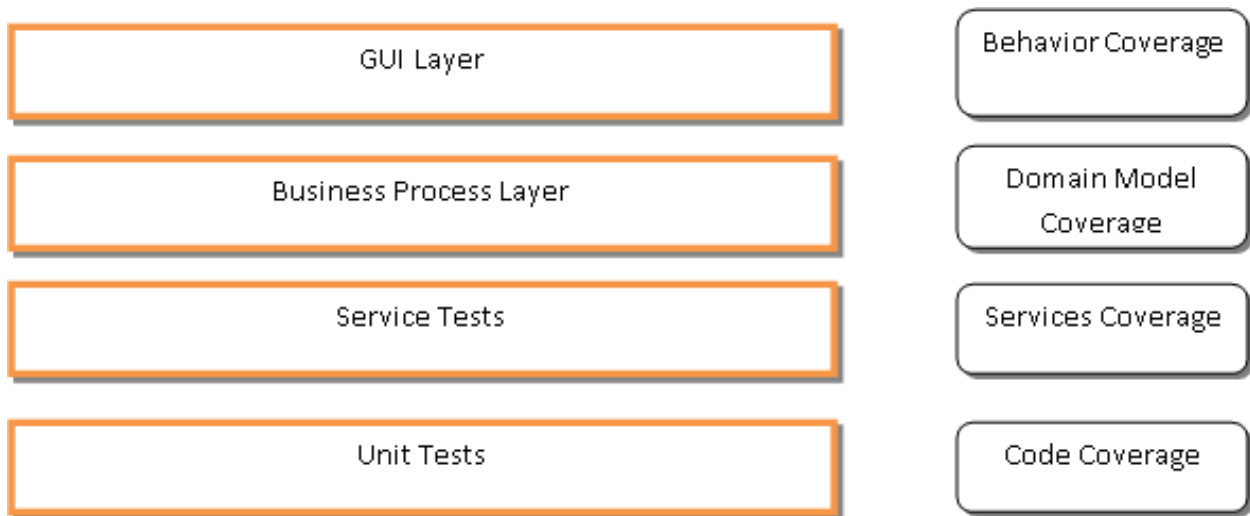 GUI Layer
Behavior Coverage
Business Process Layer
Domain Model
Coverage
Service Tests
Services Coverage
Unit Tests
Code Coverage